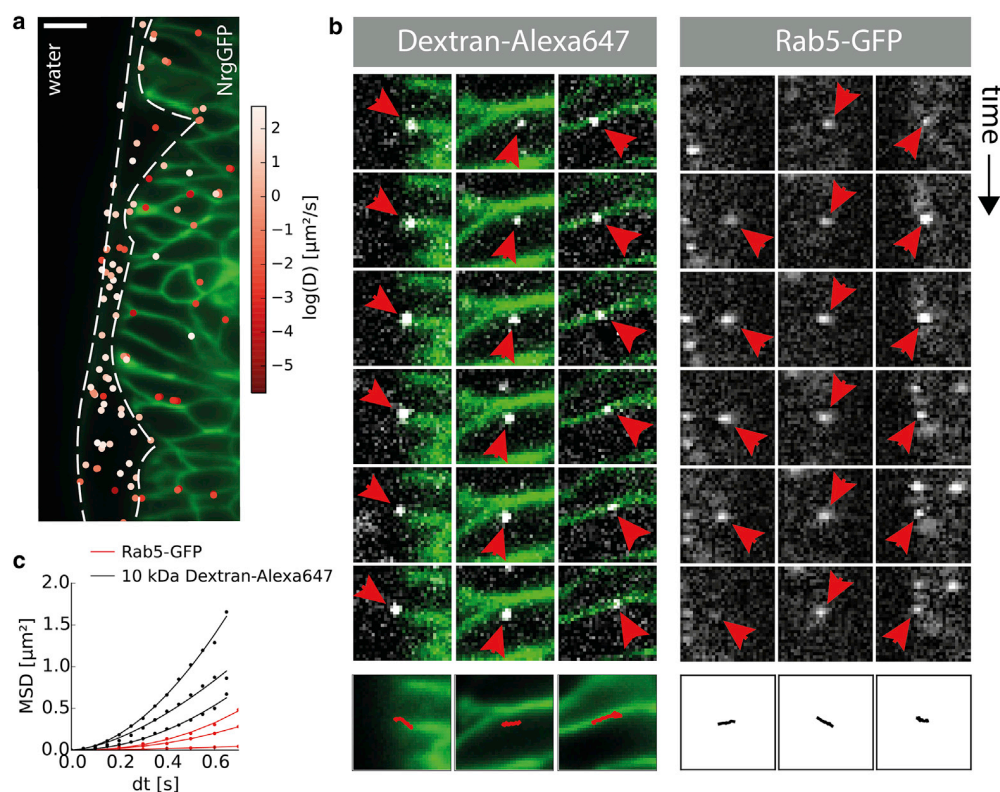 a
water
NrgGFP
2
1
0
−1
−2
−3
−4
−5
log(D) [µm²/s]
b
Dextran-Alexa647
Rab5-GFP
time
c
Rab5-GFP
10 kDa Dextran-Alexa647
2.0
1.5
1.0
0.5
0.0
MSD [µm²]
0.0 0.2 0.4 0.6
dt [s]